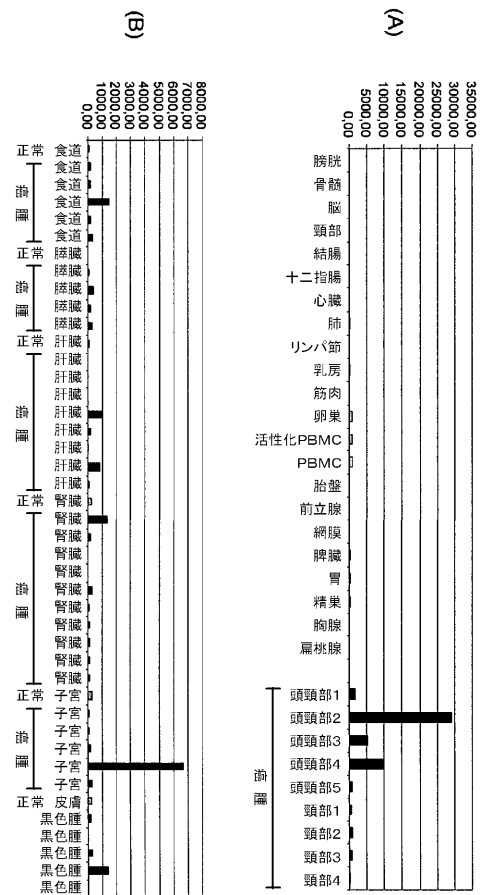 (A)
35000,00
30000,00
25000,00
20000,00
15000,00
10000,00
5000,00
0,00
膀胱
骨髄
脳
頸部
結腸
十二指腸
心臓
肺
リンパ節
乳房
筋肉
卵巣
活性化PBMC
PBMC
胎盤
前立腺
網膜
脾臓
胃
精巣
胸腺
扁桃腺
頭頸部1
頭頸部2
頭頸部3
頭頸部4
頭頸部5
頸部1
頸部2
頸部3
頸部4
癌腫
(B)
8000,00
7000,00
6000,00
5000,00
4000,00
3000,00
2000,00
1000,00
0,00
正常 食道
食道
食道
食道
食道
食道
癌腫
正常 膵臓
膵臓
膵臓
膵臓
膵臓
癌腫
正常 肝臓
肝臓
肝臓
肝臓
肝臓
肝臓
肝臓
肝臓
肝臓
癌腫
正常 腎臓
腎臓
腎臓
腎臓
腎臓
腎臓
腎臓
腎臓
腎臓
腎臓
腎臓
癌腫
正常 子宮
子宮
子宮
子宮
子宮
子宮
癌腫
正常 皮膚
黒色腫
黒色腫
黒色腫
黒色腫
黒色腫